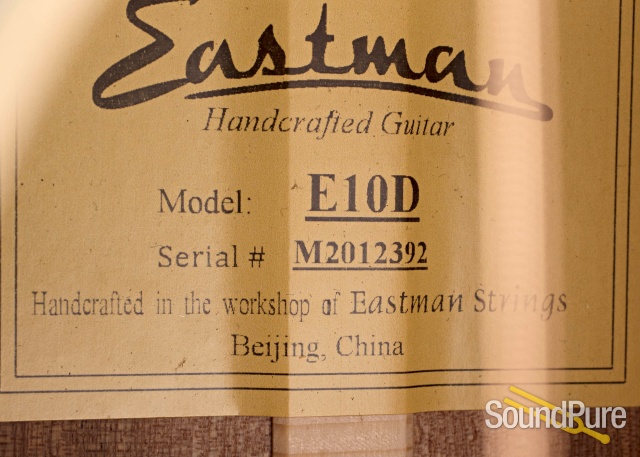 Eastman
Handcrafted Guitar
Model: E10D
Serial # M2012392
Handcrafted in the workshop of Eastman Strings
Beijing, China
SoundPure